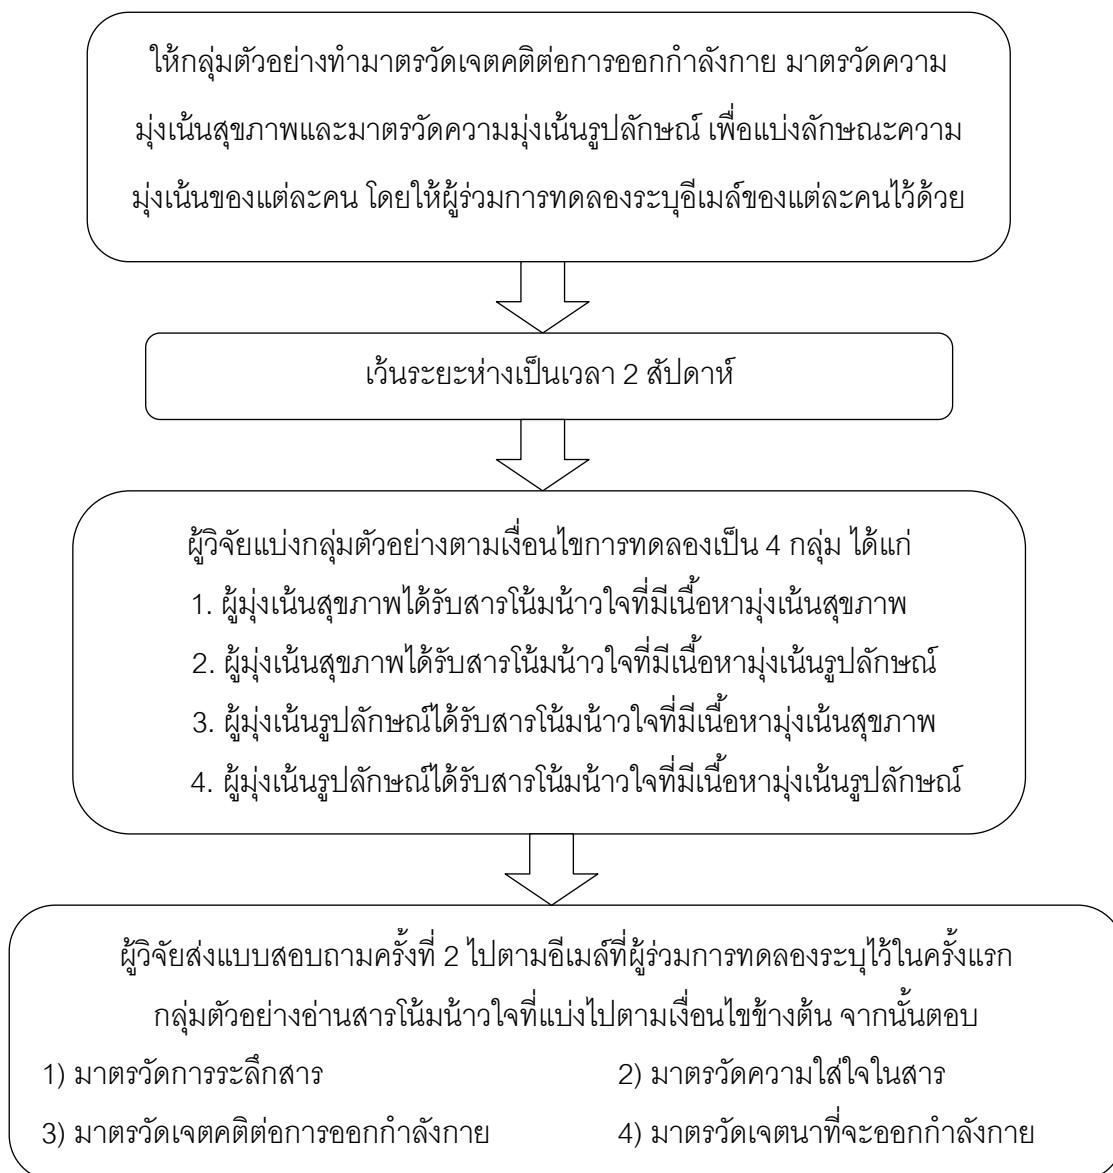 ให้กลุ่มตัวอย่างทำมาตรวัดเจตคติต่อการออกกำลังกาย มาตรวัดความ
มุ่งเน้นสุขภาพและมาตรวัดความมุ่งเน้นรูปลักษณ์ เพื่อแบ่งลักษณะความ
มุ่งเน้นของแต่ละคน โดยให้ผู้ร่วมการทดลองระบุอีเมล์ของแต่ละคนไว้ด้วย
เว้นระยะห่างเป็นเวลา 2 สัปดาห์
ผู้วิจัยแบ่งกลุ่มตัวอย่างตามเงื่อนไขการทดลองเป็น 4 กลุ่ม ได้แก่
1. ผู้มุ่งเน้นสุขภาพได้รับสารโน้มน้าวใจที่มีเนื้อหามุ่งเน้นสุขภาพ
2. ผู้มุ่งเน้นสุขภาพได้รับสารโน้มน้าวใจที่มีเนื้อหามุ่งเน้นรูปลักษณ์
3. ผู้มุ่งเน้นรูปลักษณ์ได้รับสารโน้มน้าวใจที่มีเนื้อหามุ่งเน้นสุขภาพ
4. ผู้มุ่งเน้นรูปลักษณ์ได้รับสารโน้มน้าวใจที่มีเนื้อหามุ่งเน้นรูปลักษณ์
ผู้วิจัยส่งแบบสอบถามครั้งที่ 2 ไปตามอีเมล์ที่ผู้ร่วมการทดลองระบุไว้ในครั้งแรก
กลุ่มตัวอย่างอ่านสารโน้มน้าวใจที่แบ่งไปตามเงื่อนไขข้างต้น จากนั้นตอบ
1) มาตรวัดการระลึกสาร 2) มาตรวัดความใส่ใจในสาร
3) มาตรวัดเจตคติต่อการออกกำลังกาย 4) มาตรวัดเจตนาที่จะออกกำลังกาย